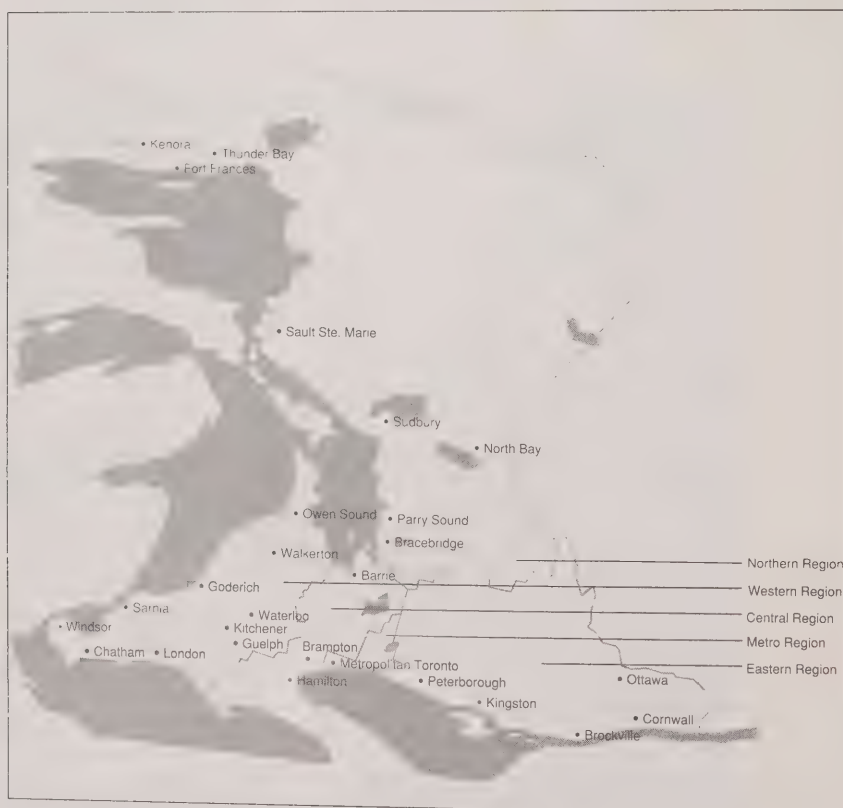 • Kenora
• Thunder Bay
• Fort Frances
• Sault Ste. Marie
• Sudbury
• North Bay
• Owen Sound
• Parry Sound
• Bracebridge
• Walkerton
Northern Region
• Barrie
• Goderich
Western Region
• Sarnia
• Waterloo
Central Region
• Windsor
• Kitchener
• Guelph
Brampton
Metro Region
• Chatham
• London
• Metropolitan Toronto
Eastern Region
• Hamilton
• Peterborough
• Ottawa
• Kingston
• Cornwall
• Brockville